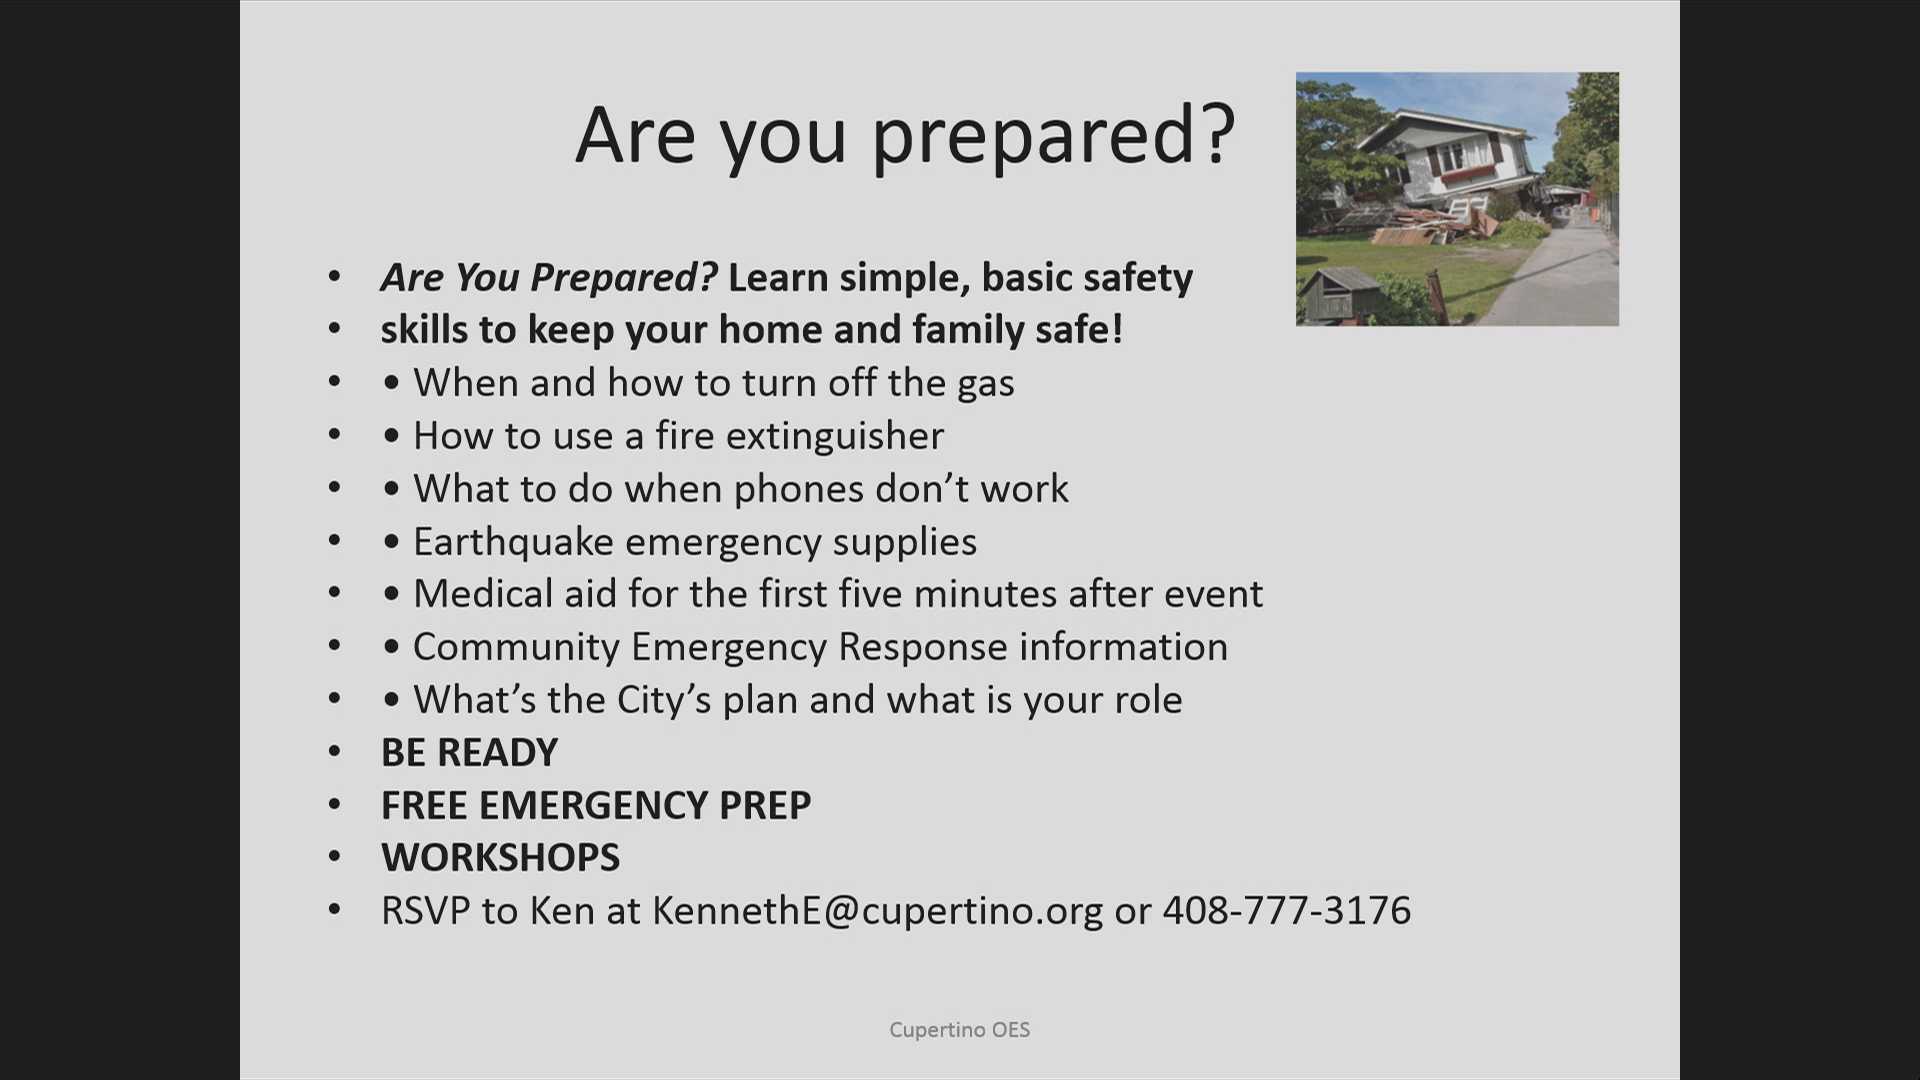 Are you prepared?
• Are You Prepared? Learn simple, basic safety
• skills to keep your home and family safe!
• • When and how to turn off the gas
• • How to use a fire extinguisher
• • What to do when phones don’t work
• • Earthquake emergency supplies
• • Medical aid for the first five minutes after event
• • Community Emergency Response information
• • What’s the City’s plan and what is your role
• BE READY
• FREE EMERGENCY PREP
• WORKSHOPS
• RSVP to Ken at KennethE@cupertino.org or 408-777-3176
Cupertino OES